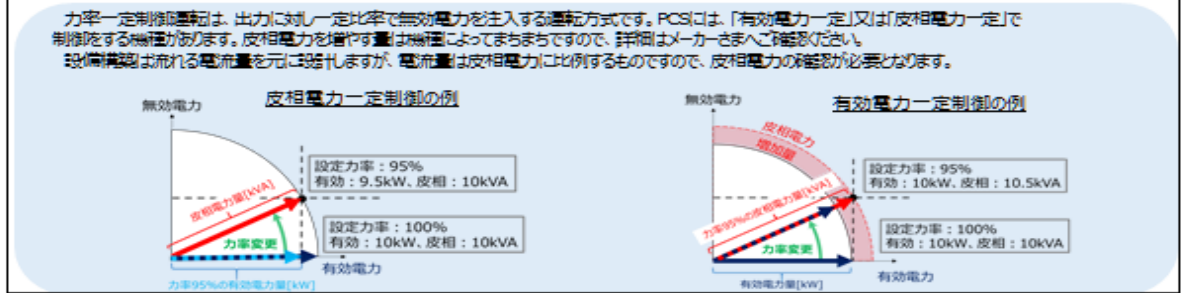 力率一定制御運転は、出力に対し一定比率で無効電力を注入する運転方式です。PCSには、「有効電力一定」又は「皮相電力一定」で
制御をする機種があります。皮相電力を増やす量は機種によってまちまちですので、詳細はメーカーさまへご確認ください。
設備構築は流れる電流量を元に設計しますが、電流量は皮相電力に比例するものですので、皮相電力の確認が必要となります。
皮相電力一定制御の例
無効電力
設定力率：95%
有効：9.5kW、皮相：10kVA
皮相電力量[kVA]
力率変更
設定力率：100%
有効：10kW、皮相：10kVA
有効電力
力率95%の有効電力量[kW]
有効電力一定制御の例
無効電力
皮相電力
増加量
設定力率：95%
有効：10kW、皮相：10.5kVA
力率95%の皮相電力量[kVA]
力率変更
設定力率：100%
有効：10kW、皮相：10kVA
有効電力
有効電力量[kW]